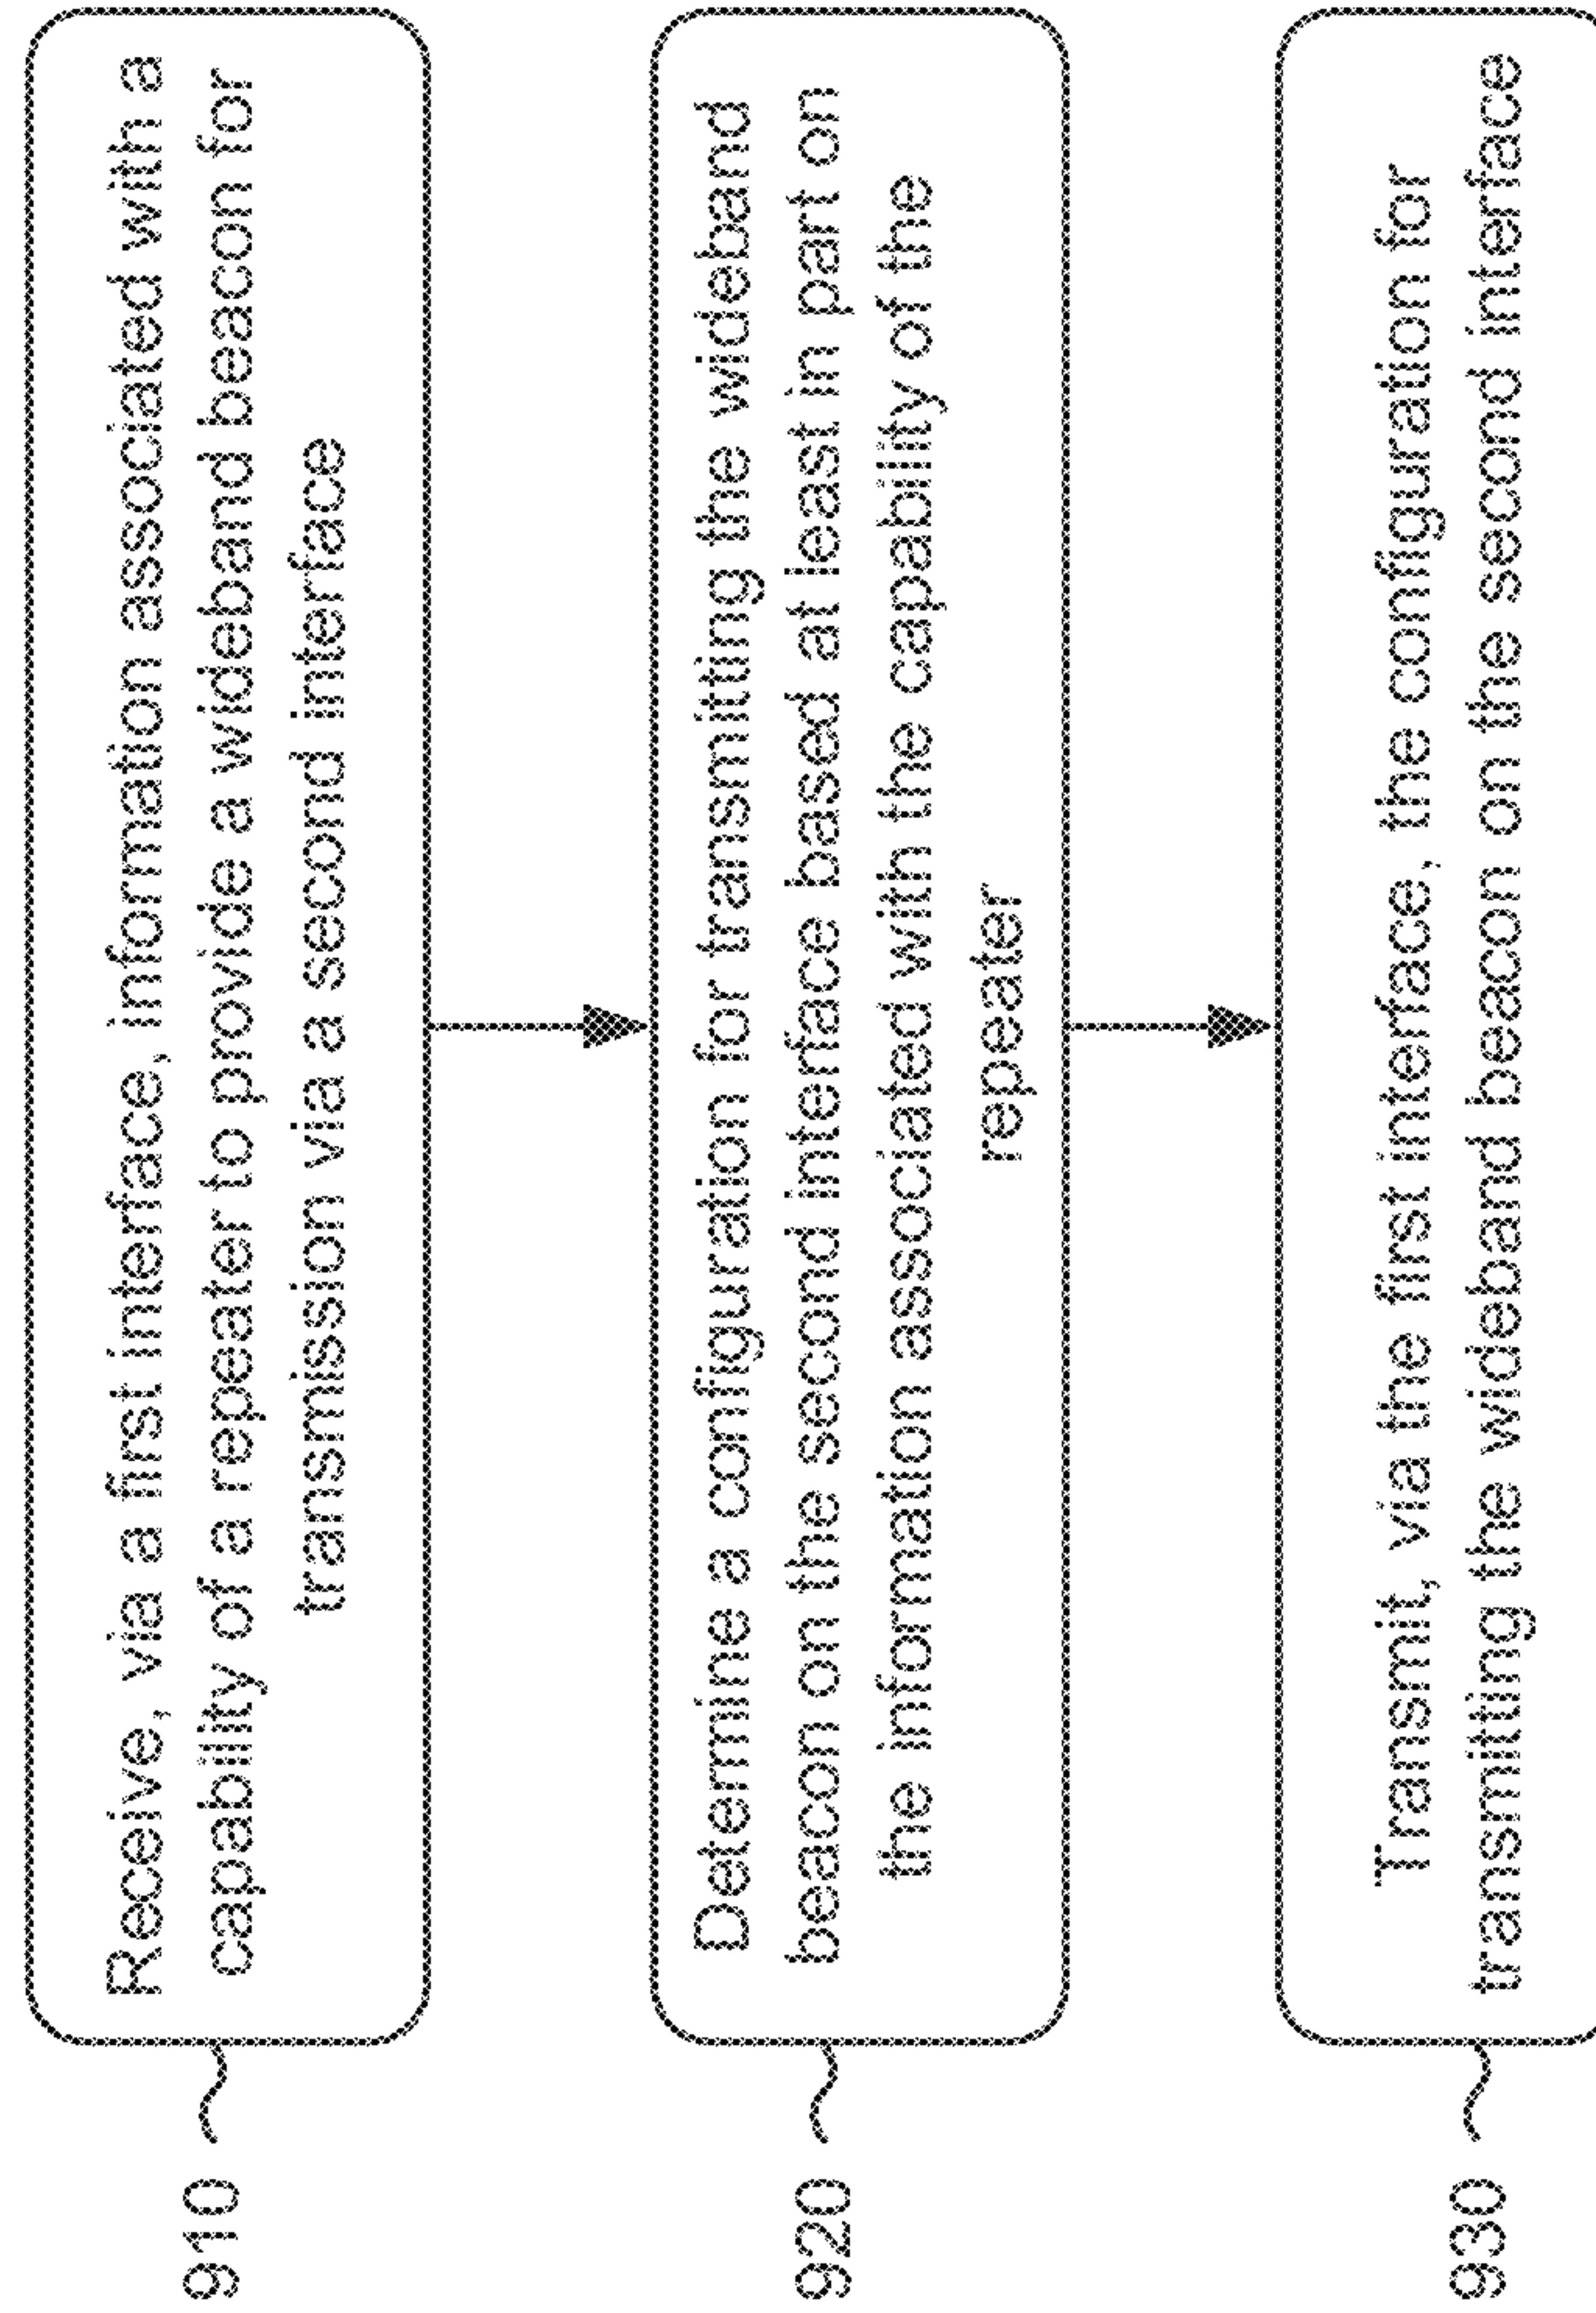 910
Receive, via a first interface, information associated with a
capability of a repeater to provide a wideband beacon for
transmission via a second interface
920
Determine a configuration for transmitting the wideband
beacon on the second interface based at least in part on
the information associated with the capability of the
repeater
930
Transmit, via the first interface, the configuration for
transmitting the wideband beacon on the second interface